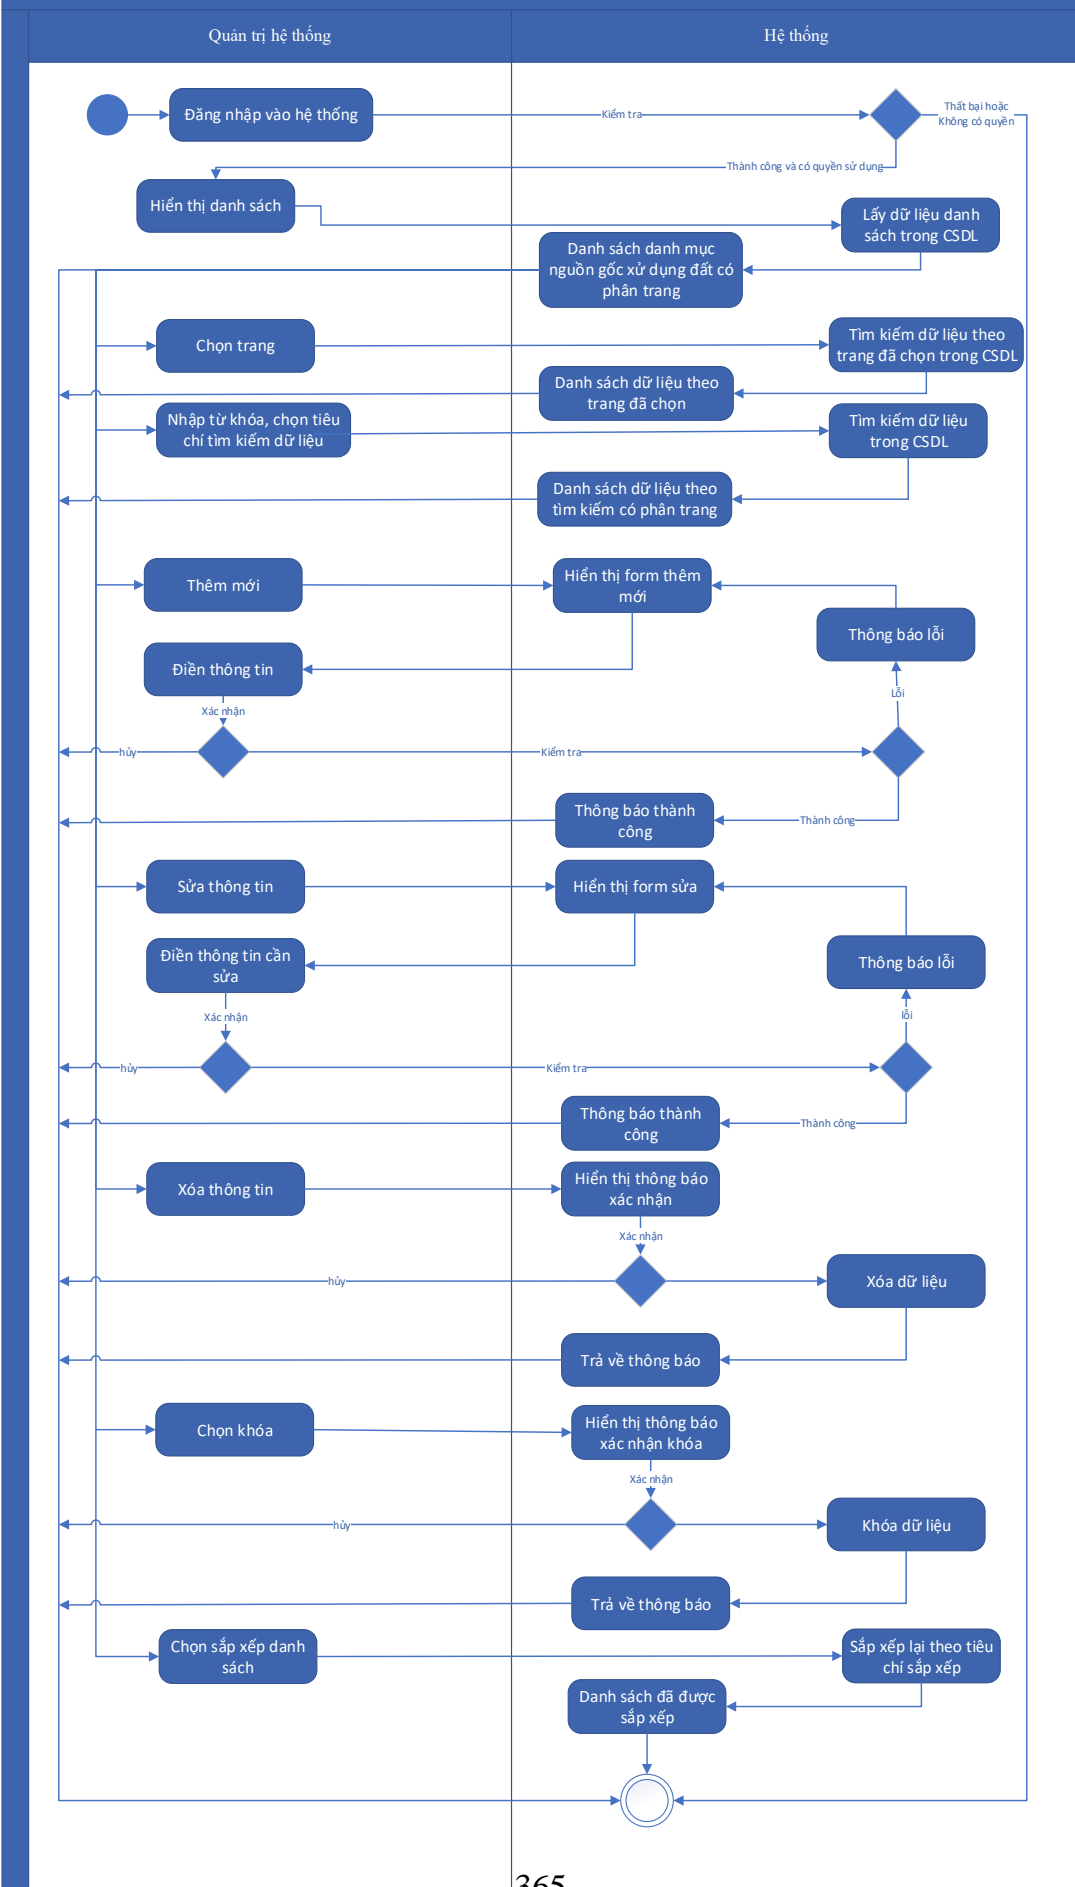 Quản trị hệ thống
Hệ thống
Đăng nhập vào hệ thống
Kiểm tra
Thất bại hoặc
Không có quyền
Thành công và có quyền sử dụng
Hiển thị danh sách
Lấy dữ liệu danh
sách trong CSDL
Danh sách danh mục
nguồn gốc xử dụng đất có
phân trang
Chọn trang
Tìm kiếm dữ liệu theo
trang đã chọn trong CSDL
Danh sách dữ liệu theo
trang đã chọn
Nhập từ khóa, chọn tiêu
chí tìm kiếm dữ liệu
Tìm kiếm dữ liệu
trong CSDL
Danh sách dữ liệu theo
tìm kiếm có phân trang
Thêm mới
Hiển thị form thêm
mới
Thông báo lỗi
Điền thông tin
Xác nhận
Lỗi
hủy
Kiểm tra
Thông báo thành
công
Thành công
Sửa thông tin
Hiển thị form sửa
Điền thông tin cần
sửa
Thông báo lỗi
Xác nhận
lỗi
hủy
Kiểm tra
Thông báo thành
công
Thành công
Xóa thông tin
Hiển thị thông báo
xác nhận
Xác nhận
hủy
Xóa dữ liệu
Trả về thông báo
Chọn khóa
Hiển thị thông báo
xác nhận khóa
Xác nhận
hủy
Khóa dữ liệu
Trả về thông báo
Chọn sắp xếp danh
sách
Sắp xếp lại theo tiêu
chí sắp xếp
Danh sách đã được
sắp xếp
365